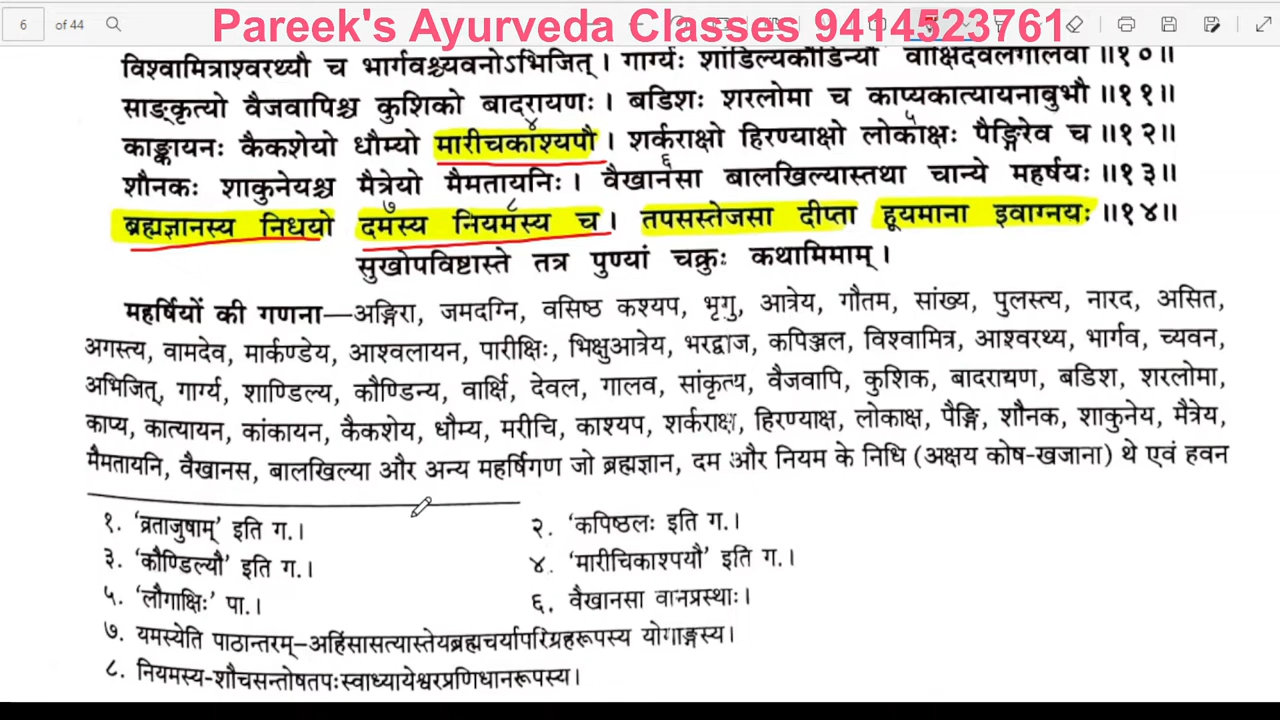 Pareek's Ayurveda Classes 9414523761
6 of 44
विश्वामित्राश्वरथ्यौ च भार्गवश्च्यवनोऽभिजित् । गार्ग्यः शांडिल्यकौंडिन्यौ वार्क्षिर्देवलगालवौ ॥१०॥
साङ्कृत्यो वैजवापिश्च कुशिको बादरायणः । बडिशः शरलोमा च काप्यकात्यायनावुभौ ॥११॥
काङ्कायनः कैकशेयो धौम्यो मारीचकाश्यपौ । शर्कराक्षो हिरण्याक्षो लोकाक्षः पैङ्गिरेव च ॥१२॥
शौनकः शाकुनेयश्च मैत्रेयो मैमतायनिः । वैखानसा बालखिल्यास्तथा चान्ये महर्षयः ॥१३॥
ब्रह्मज्ञानस्य निधयो दमस्य नियमस्य च । तपसस्तेजसा दीप्ता हूयमाना इवाग्नयः ॥१४॥
सुखोपविष्टास्ते तत्र पुण्यां चक्रुः कथामिमाम् ।
महर्षियों की गणना—अङ्गिरा, जमदग्नि, वसिष्ठ कश्यप, भृगु, आत्रेय, गौतम, सांख्य, पुलस्त्य, नारद, असित,
अगस्त्य, वामदेव, मार्कण्डेय, आश्वलायन, पारीक्षिः, भिक्षुआत्रेय, भरद्वाज, कपिञ्जल, विश्वामित्र, आश्वरथ्य, भार्गव, च्यवन,
अभिजित्, गार्ग्य, शाण्डिल्य, कौण्डिन्य, वार्क्षि, देवल, गालव, सांकृत्य, वैजवापि, कुशिक, बादरायण, बडिश, शरलोमा,
काप्य, कात्यायन, कांकायन, कैकशेय, धौम्य, मरीचि, काश्यप, शर्कराक्ष, हिरण्याक्ष, लोकाक्ष, पैङ्गि, शौनक, शाकुनेय, मैत्रेय,
मैमतायनि, वैखानस, बालखिल्या और अन्य महर्षिगण जो ब्रह्मज्ञान, दम और नियम के निधि (अक्षय कोष-खजाना) थे एवं हवन
१. 'व्रताजुषाम्' इति ग.। २. 'कपिष्ठलः इति ग.।
३. 'कौण्डिल्यौ' इति ग.। ४. 'मारीचिकाश्पयौ' इति ग.।
५. 'लौगाक्षिः' पा.। ६. वैखानसा वानप्रस्थाः।
७. यमस्येति पाठान्तरम्–अहिंसासत्यास्तेयब्रह्मचर्यापरिग्रहरूपस्य योगाङ्गस्य।
८. नियमस्य-शौचसन्तोषतपःस्वाध्यायेश्वरप्रणिधानरूपस्य।